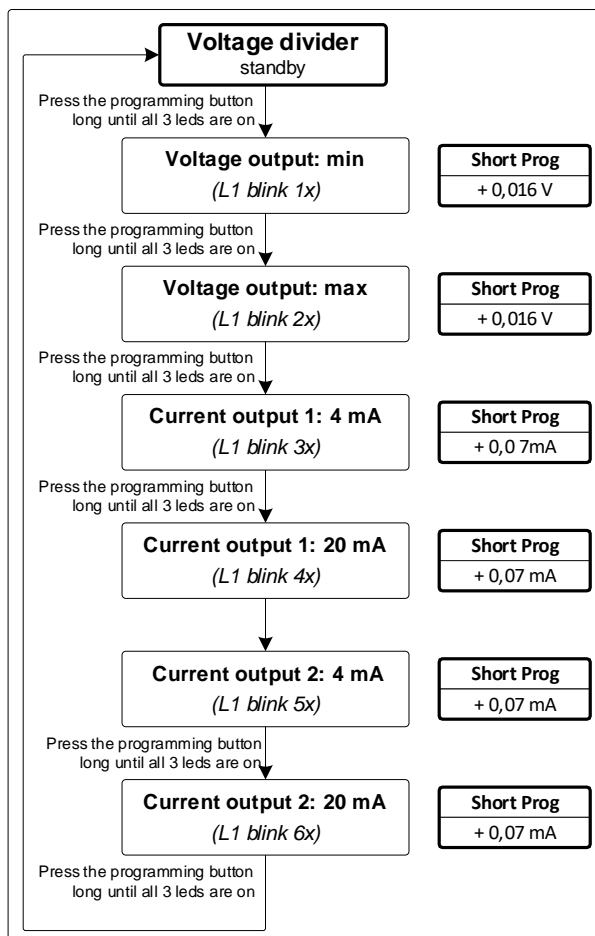 Voltage divider
standby
Press the programming button
long until all 3 leds are on
Voltage output: min
(L1 blink 1x)
Short Prog
+ 0,016 V
Press the programming button
long until all 3 leds are on
Voltage output: max
(L1 blink 2x)
Short Prog
+ 0,016 V
Press the programming button
long until all 3 leds are on
Current output 1: 4 mA
(L1 blink 3x)
Short Prog
+ 0,0 7mA
Press the programming button
long until all 3 leds are on
Current output 1: 20 mA
(L1 blink 4x)
Short Prog
+ 0,07 mA
Current output 2: 4 mA
(L1 blink 5x)
Short Prog
+ 0,07 mA
Press the programming button
long until all 3 leds are on
Current output 2: 20 mA
(L1 blink 6x)
Short Prog
+ 0,07 mA
Press the programming button
long until all 3 leds are on